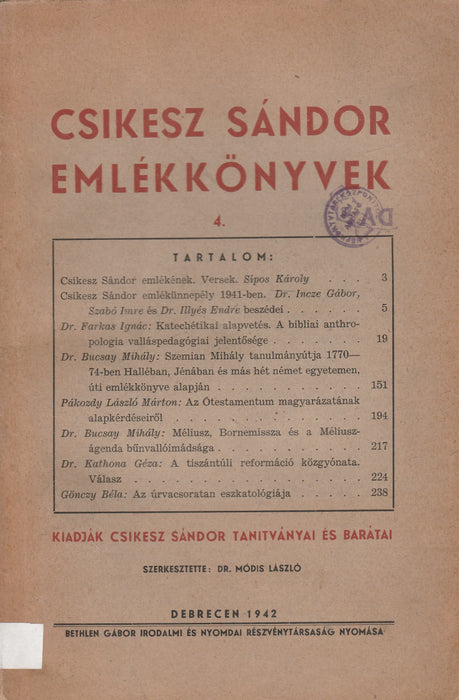 CSIKESZ SÁNDOR
EMLÉKKÖNYVEK
4.
TARTALOM:
Csikesz Sándor emlékének. Versek. Sípos Károly . . . 3
Csikesz Sándor emlékünnepély 1941-ben. Dr. Incze Gábor,
Szabó Imre és Dr. Illyés Endre beszédei . . . . . 5
Dr. Farkas Ignác: Katechétikai alapvetés. A bibliai anthro-
pologia valláspedagógiai jelentősége . . . . . . 19
Dr. Bucsay Mihály: Szemian Mihály tanulmányútja 1770—
74-ben Halléban, Jénában és más hét német egyetemen,
úti emlékkönyve alapján . . . . . . . . 151
Pákozdy László Márton: Az Ótestamentum magyarázatának
alapkérdéseiről . . . . . . . . . . 194
Dr. Bucsay Mihály: Méliusz, Bornemissza és a Méliusz-
ágenda bűnvallóimádsága . . . . . . . . 217
Dr. Kathona Géza: A tiszántúli reformáció közgyónata.
Válasz . . . . . . . . . . . . 224
Gönczy Béla: Az úrvacsoratan eszkatológiája . . . . . 238
KIADJÁK CSIKESZ SÁNDOR TANITVÁNYAI ÉS BARÁTAI
SZERKESZTETTE: DR. MÓDIS LÁSZLÓ
DEBRECEN 1942
BETHLEN GÁBOR IRODALMI ÉS NYOMDAI RÉSZVÉNYTÁRSASÁG NYOMÁSA